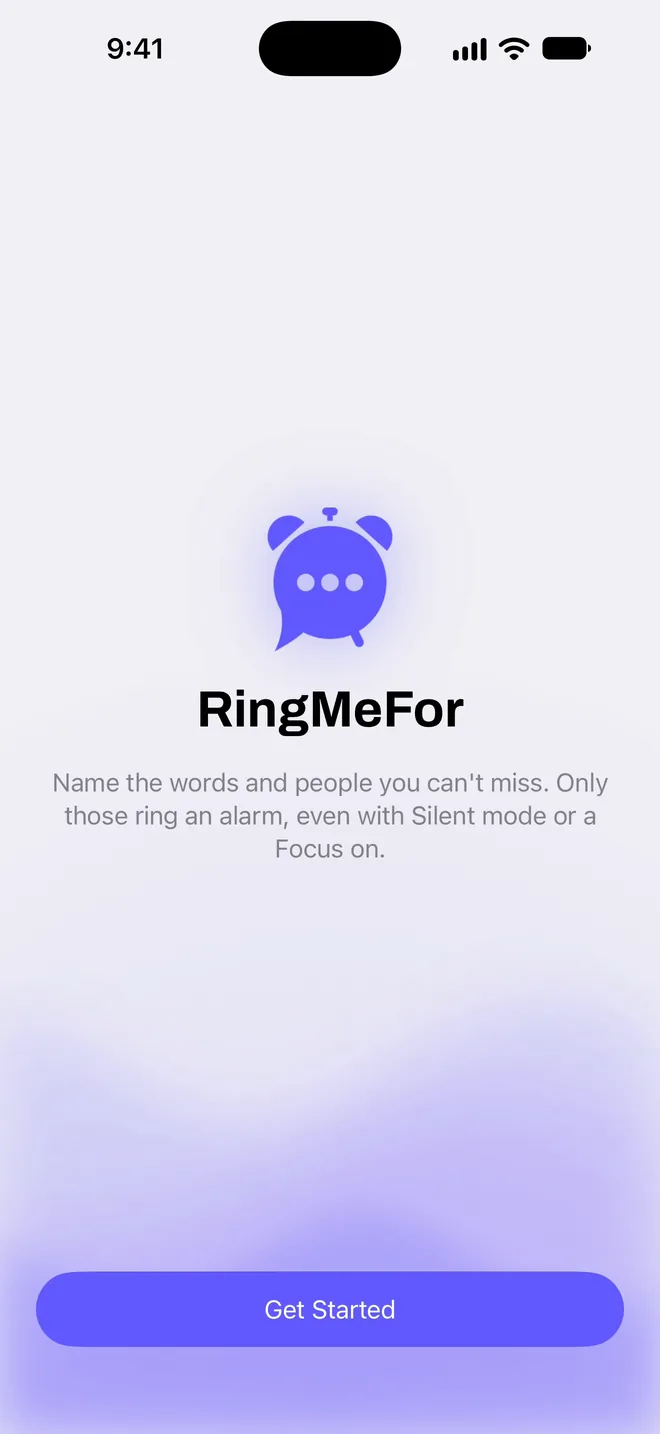 9:41
RingMeFor
Name the words and people you can't miss. Only
those ring an alarm, even with Silent mode or a
Focus on.
Get Started